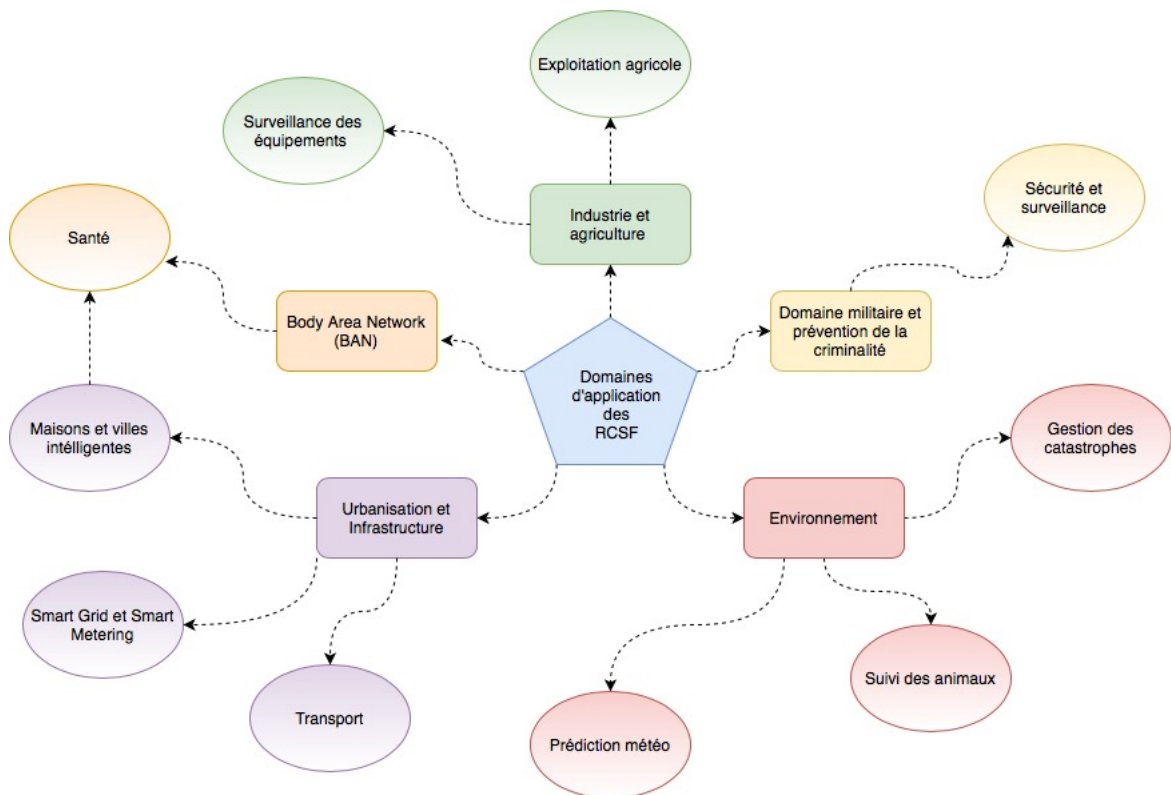 Exploitation agricole
Surveillance des
équipements
Sécurité et
surveillance
Industrie et
agriculture
Santé
Body Area Network
(BAN)
Domaine militaire et
prévention de la
criminalité
Domaines
d'application
des
RCSF
Maisons et villes
intélligentes
Gestion des
catastrophes
Urbanisation et
Infrastructure
Environnement
Smart Grid et Smart
Metering
Suivi des animaux
Transport
Prédiction météo